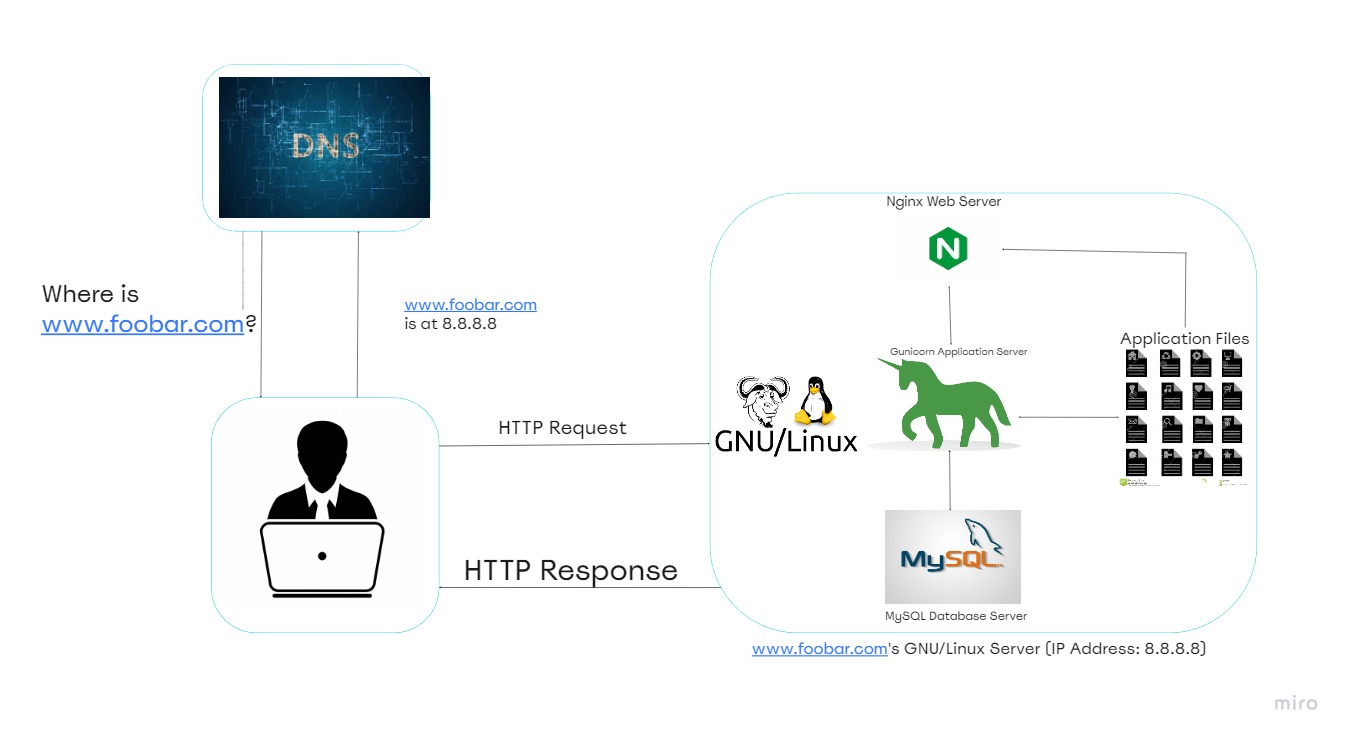 DNS
Where is
www.foobar.com?
www.foobar.com
is at 8.8.8.8
HTTP Request
HTTP Response
Nginx Web Server
N
Gunicorn Application Server
Application Files
GNU/Linux
MySQL
MySQL Database Server
www.foobar.com's GNU/Linux Server (IP Address: 8.8.8.8)
miro